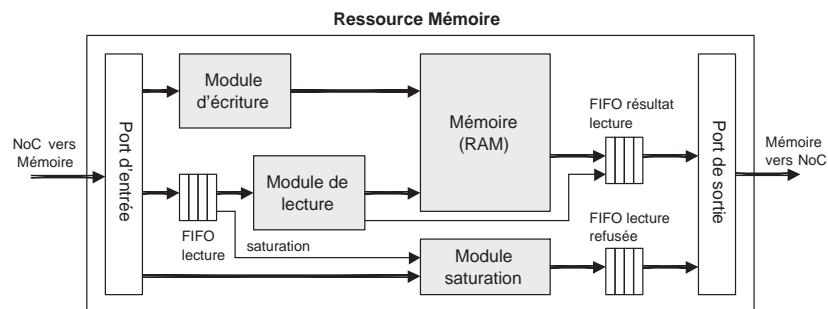 Ressource Mémoire
Module
d'écriture
Mémoire
(RAM)
FIFO résultat
lecture
NoC vers
Mémoire
Port d'entrée
Port de sortie
Mémoire
vers NoC
Module de
lecture
FIFO
lecture
saturation
FIFO lecture
refusée
Module
saturation